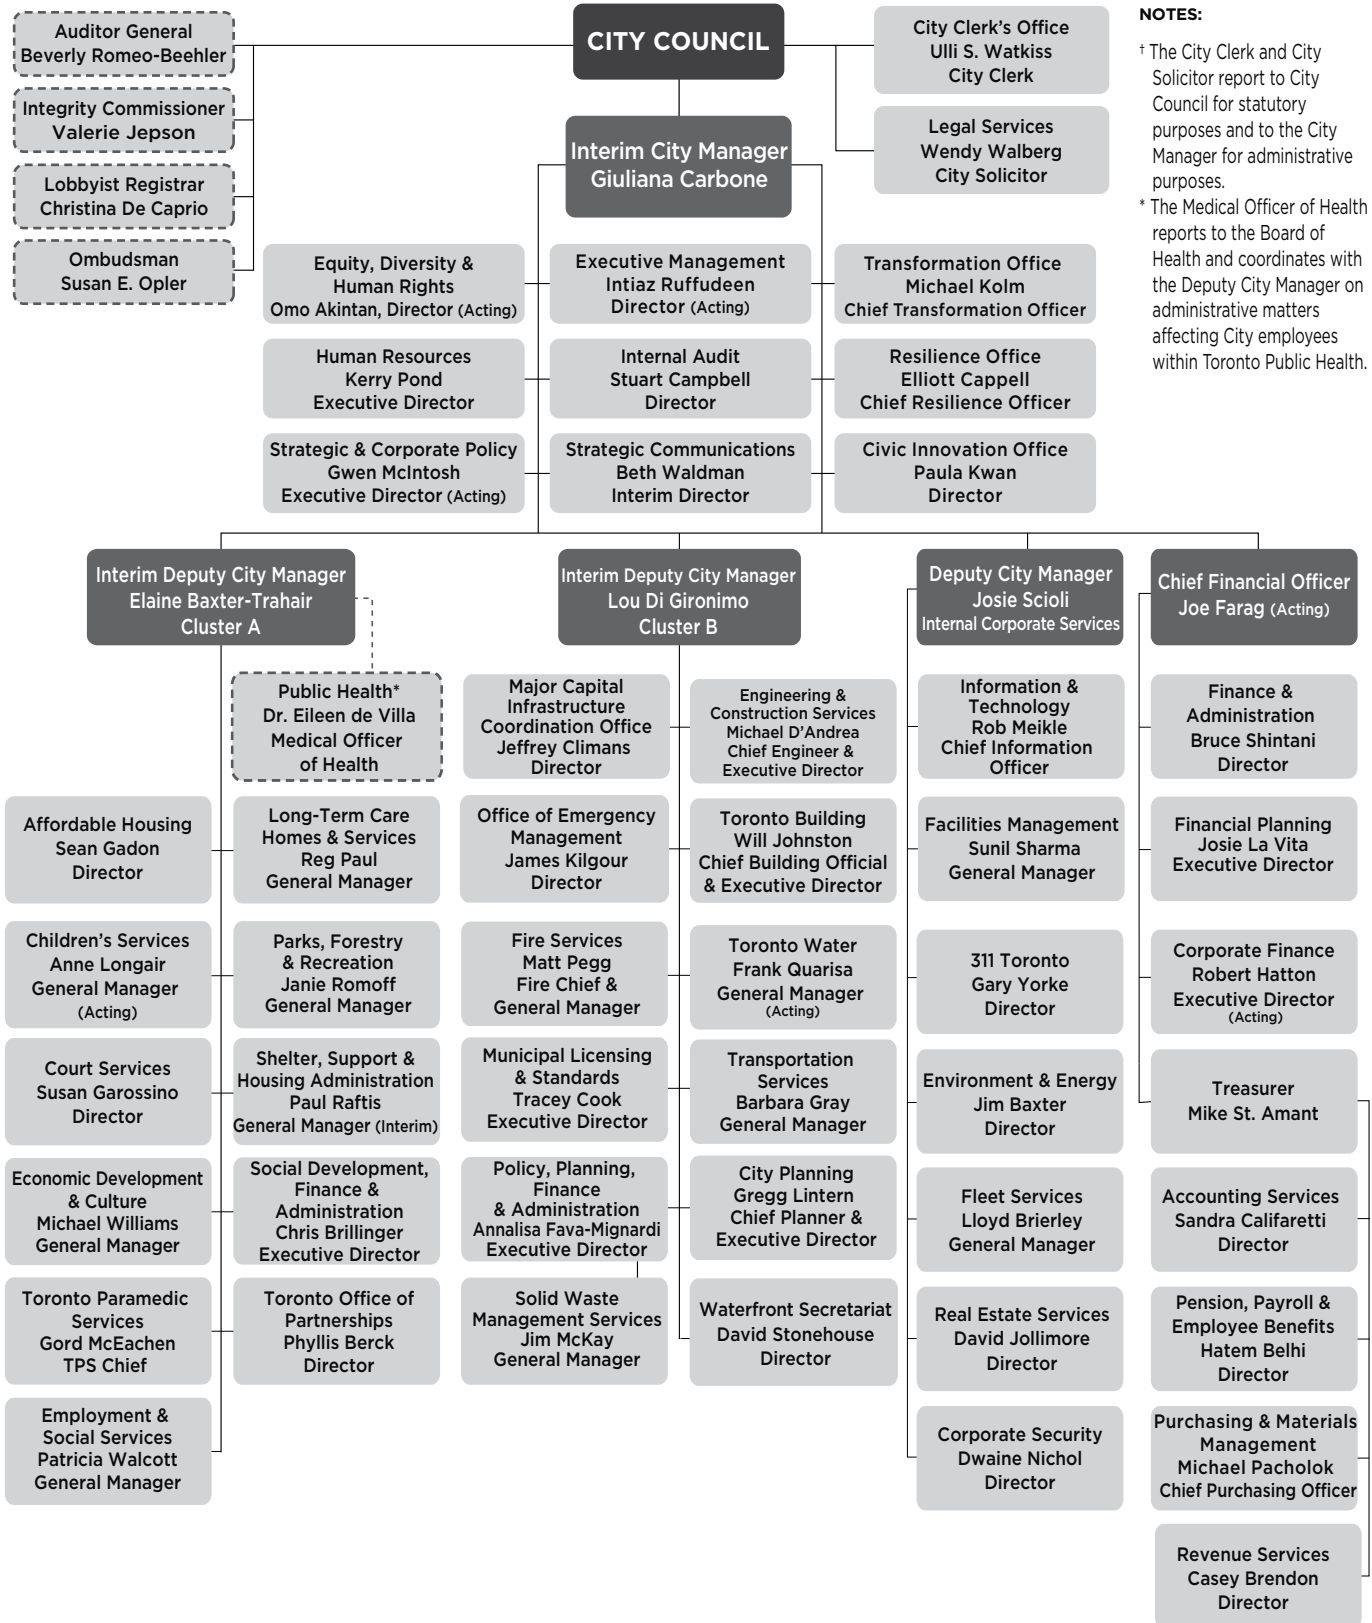 Auditor General
Beverly Romeo-Beehler
Integrity Commissioner
Valerie Jepson
Lobbyist Registrar
Christina De Caprio
Ombudsman
Susan E. Opler
CITY COUNCIL
City Clerk's Office
Ulli S. Watkiss
City Clerk
Legal Services
Wendy Walberg
City Solicitor
NOTES:
† The City Clerk and City
Solicitor report to City
Council for statutory
purposes and to the City
Manager for administrative
purposes.
* The Medical Officer of Health
reports to the Board of
Health and coordinates with
the Deputy City Manager on
administrative matters
affecting City employees
within Toronto Public Health.
Interim City Manager
Giuliana Carbone
Equity, Diversity &
Human Rights
Omo Akintan, Director (Acting)
Executive Management
Intiaz Ruffudeen
Director (Acting)
Transformation Office
Michael Kolm
Chief Transformation Officer
Human Resources
Kerry Pond
Executive Director
Internal Audit
Stuart Campbell
Director
Resilience Office
Elliott Cappell
Chief Resilience Officer
Strategic & Corporate Policy
Gwen McIntosh
Executive Director (Acting)
Strategic Communications
Beth Waldman
Interim Director
Civic Innovation Office
Paula Kwan
Director
Interim Deputy City Manager
Elaine Baxter-Trahair
Cluster A
Public Health*
Dr. Eileen de Villa
Medical Officer
of Health
Affordable Housing
Sean Gadon
Director
Long-Term Care
Homes & Services
Reg Paul
General Manager
Children's Services
Anne Longair
General Manager
(Acting)
Parks, Forestry
& Recreation
Janie Romoff
General Manager
Court Services
Susan Garossino
Director
Shelter, Support &
Housing Administration
Paul Raftis
General Manager (Interim)
Economic Development
& Culture
Michael Williams
General Manager
Social Development,
Finance &
Administration
Chris Brillinger
Executive Director
Toronto Paramedic
Services
Gord McEachen
TPS Chief
Toronto Office of
Partnerships
Phyllis Berck
Director
Employment &
Social Services
Patricia Walcott
General Manager
Interim Deputy City Manager
Lou Di Gironimo
Cluster B
Major Capital
Infrastructure
Coordination Office
Jeffrey Climans
Director
Engineering &
Construction Services
Michael D'Andrea
Chief Engineer &
Executive Director
Office of Emergency
Management
James Kilgour
Director
Toronto Building
Will Johnston
Chief Building Official
& Executive Director
Fire Services
Matt Pegg
Fire Chief &
General Manager
Toronto Water
Frank Quarisa
General Manager
(Acting)
Municipal Licensing
& Standards
Tracey Cook
Executive Director
Transportation
Services
Barbara Gray
General Manager
Policy, Planning,
Finance
& Administration
Annalisa Fava-Mignardi
Executive Director
City Planning
Gregg Lintern
Chief Planner &
Executive Director
Solid Waste
Management Services
Jim McKay
General Manager
Waterfront Secretariat
David Stonehouse
Director
Deputy City Manager
Josie Scioli
Internal Corporate Services
Information &
Technology
Rob Meikle
Chief Information
Officer
Facilities Management
Sunil Sharma
General Manager
311 Toronto
Gary Yorke
Director
Environment & Energy
Jim Baxter
Director
Fleet Services
Lloyd Brierley
General Manager
Real Estate Services
David Jollimore
Director
Corporate Security
Dwaine Nichol
Director
Chief Financial Officer
Joe Farag (Acting)
Finance &
Administration
Bruce Shintani
Director
Financial Planning
Josie La Vita
Executive Director
Corporate Finance
Robert Hatton
Executive Director
(Acting)
Treasurer
Mike St. Amant
Accounting Services
Sandra Califaretti
Director
Pension, Payroll &
Employee Benefits
Hatem Belhi
Director
Purchasing & Materials
Management
Michael Pacholok
Chief Purchasing Officer
Revenue Services
Casey Brendon
Director